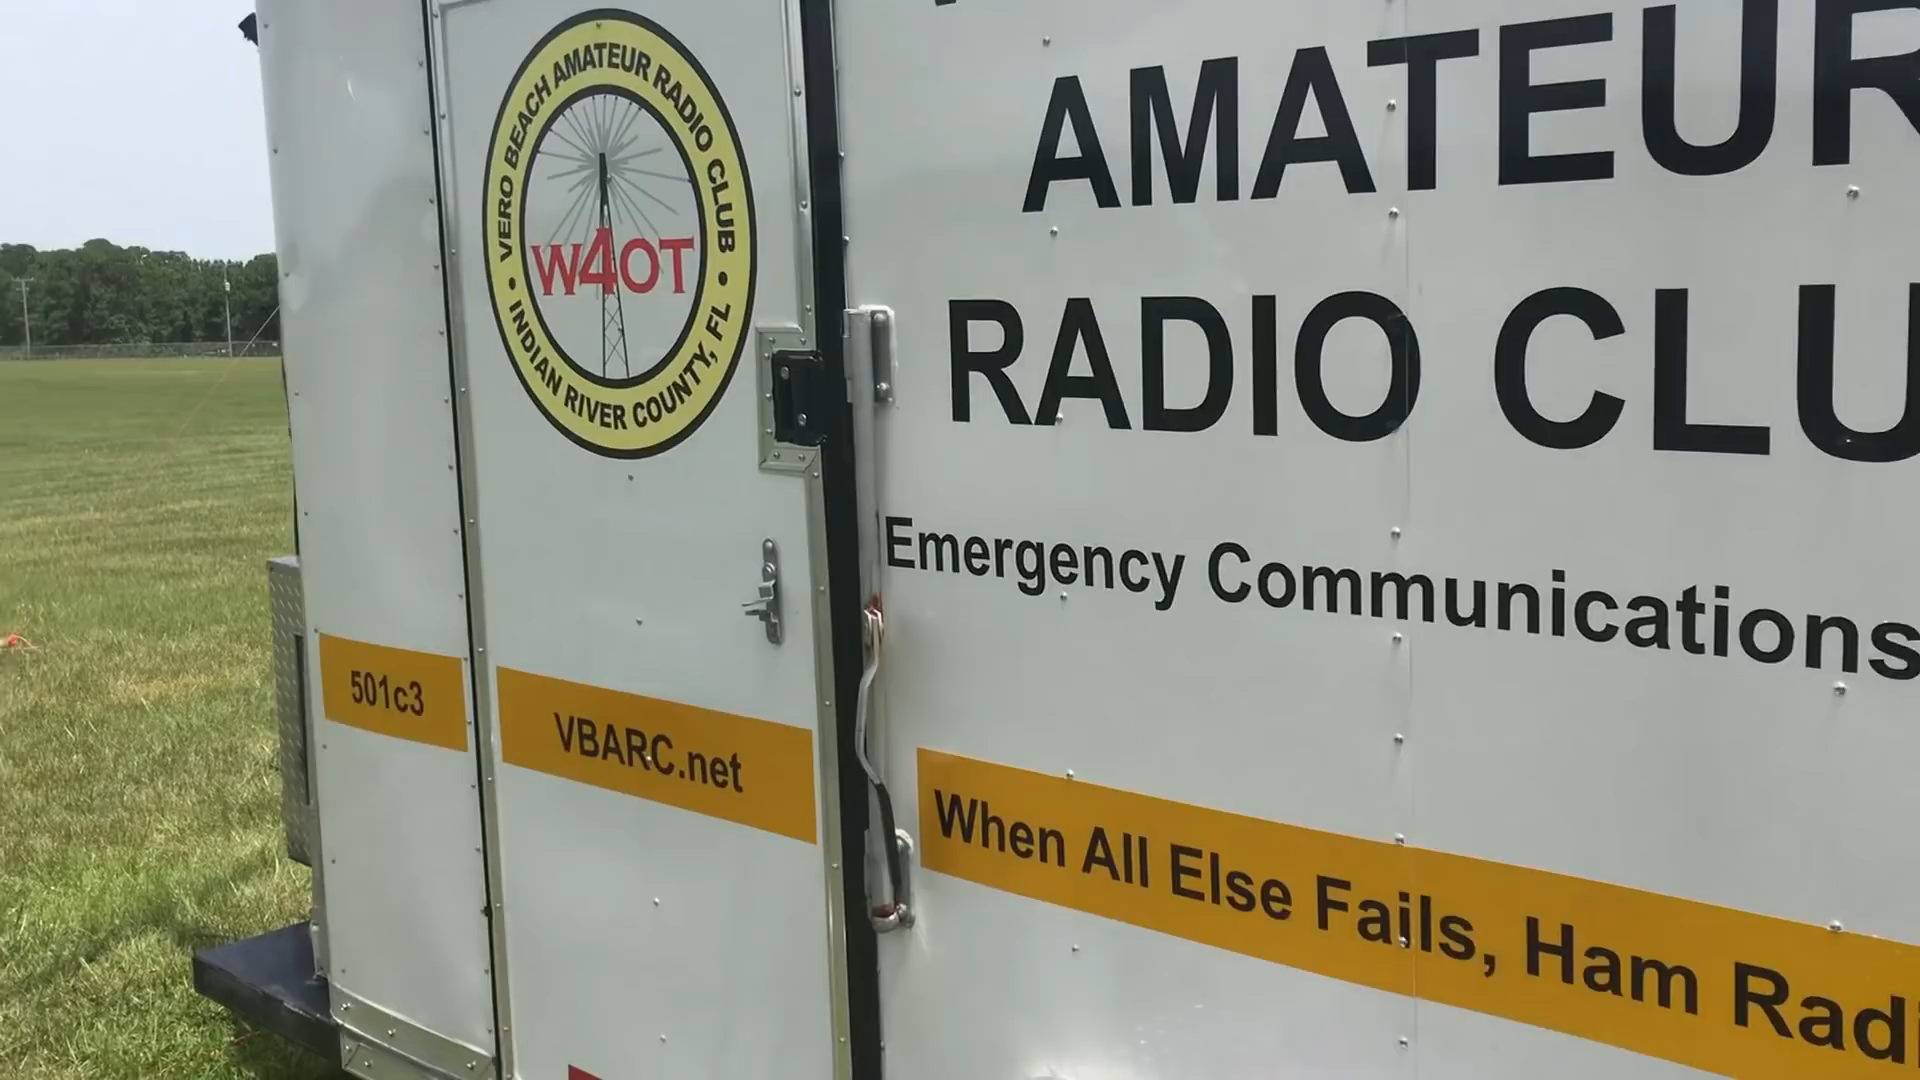 VERO BEACH AMATEUR RADIO CLUB
W4OT
INDIAN RIVER COUNTY, FL
AMATEUR
RADIO CLU
Emergency Communications
501c3
VBARC.net
When All Else Fails, Ham Radi